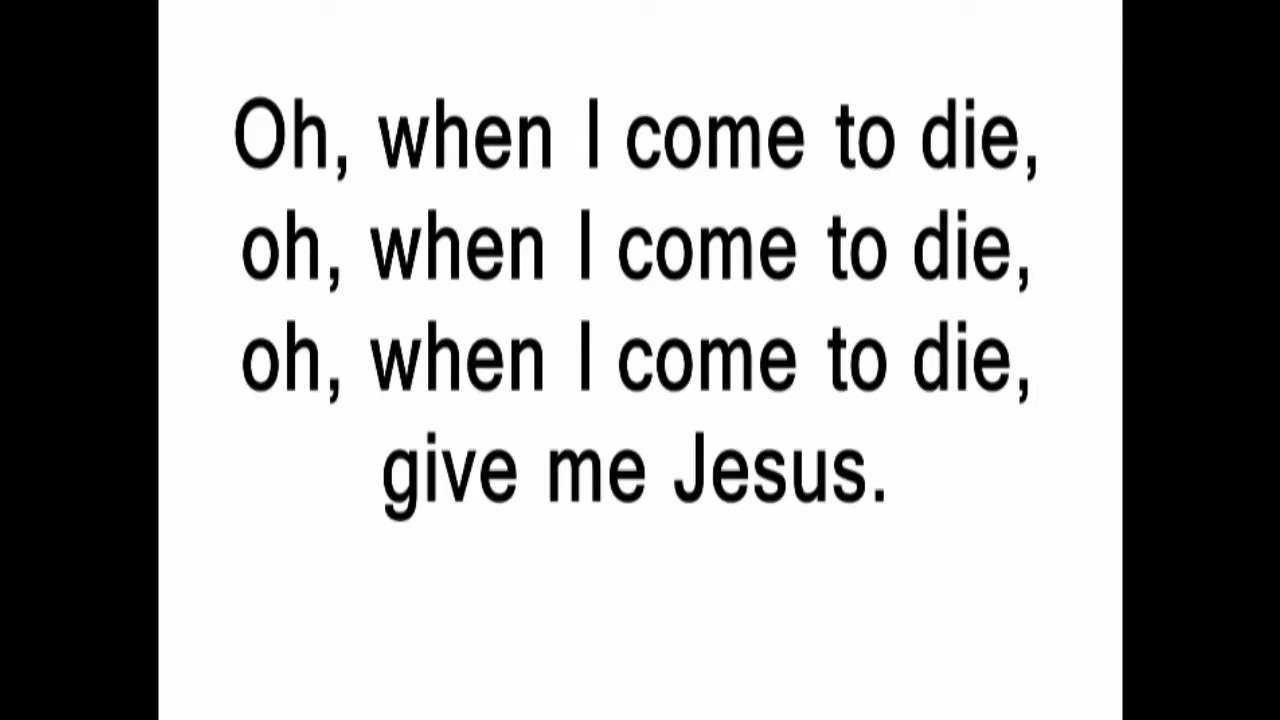 Oh, when I come to die,
oh, when I come to die,
oh, when I come to die,
give me Jesus.